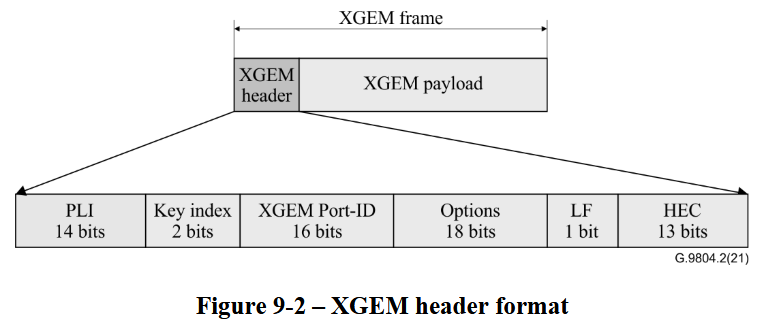 XGEM frame
XGEM
header
XGEM payload
PLI
14 bits
Key index
2 bits
XGEM Port-ID
16 bits
Options
18 bits
LF
1 bit
HEC
13 bits
G.9804.2(21)
Figure 9-2 – XGEM header format